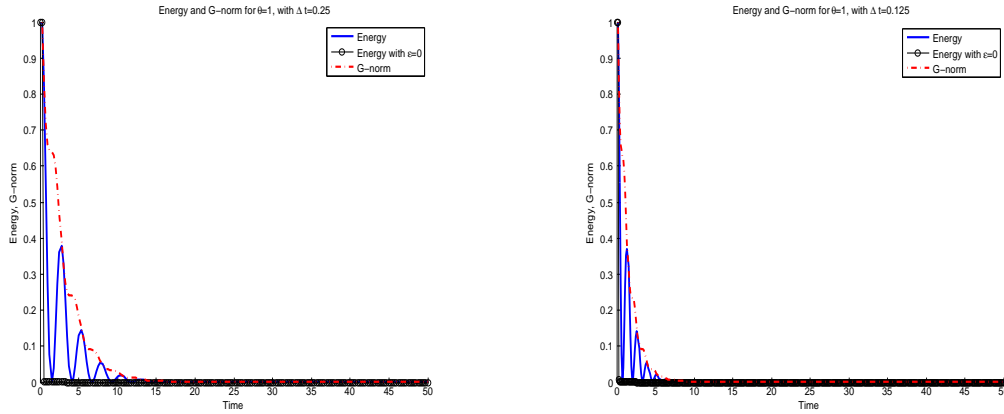 Energy and G-norm for θ=1, with Δ t=0.25
Energy, G-norm
1
0.9
0.8
0.7
0.6
0.5
0.4
0.3
0.2
0.1
0
Energy
Energy with ε=0
G-norm
0 5 10 15 20 25 30 35 40 45 50
Time
Energy and G-norm for θ=1, with Δ t=0.125
Energy, G-norm
1
0.9
0.8
0.7
0.6
0.5
0.4
0.3
0.2
0.1
0
Energy
Energy with ε=0
G-norm
0 5 10 15 20 25 30 35 40 45 50
Time